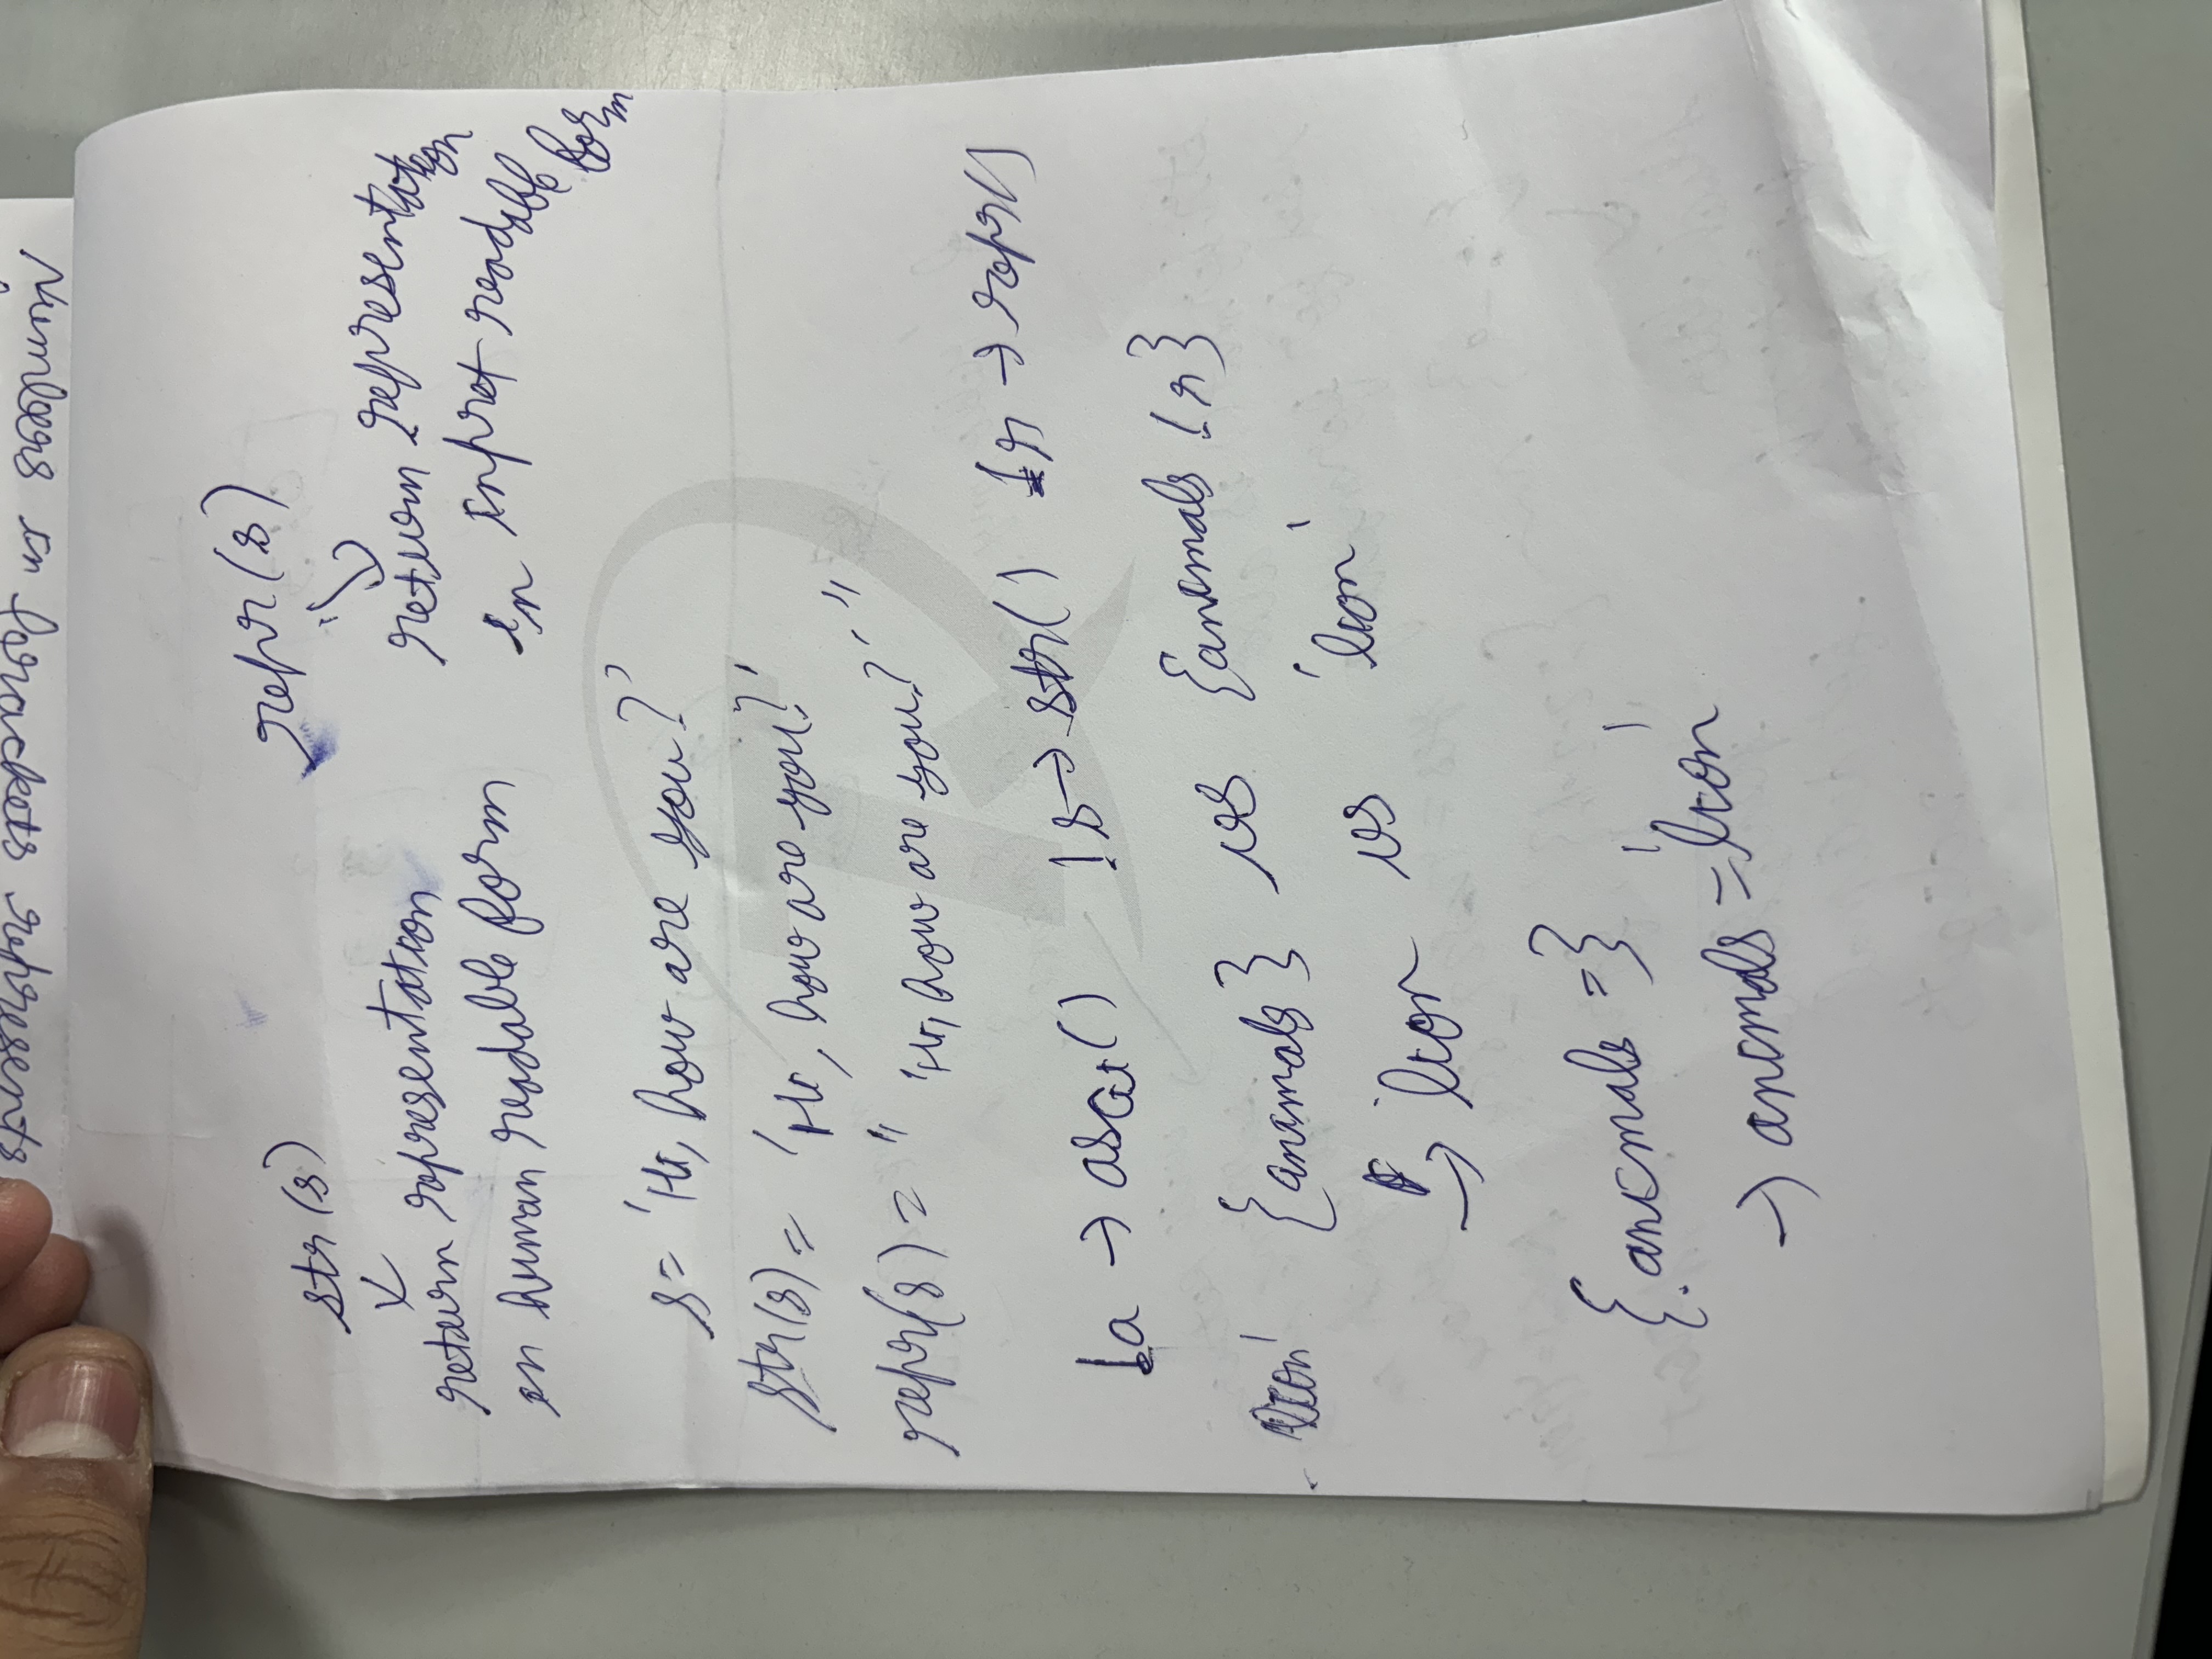 Numbers in brackets represents
str(s)
repr(s)
return representation
in human readable form
return representation
in inpret readable form
s= 'Hi, how are you?'
str(s) = 'Hi, how are you?'
repr(s) = " 'Hi, how are you?' "
!a → ascii() !s → str() !r → repr()
lion' {animals} vs {animals !r}
→ lion vs 'lion'
{animals =}
→ animals = 'lion'